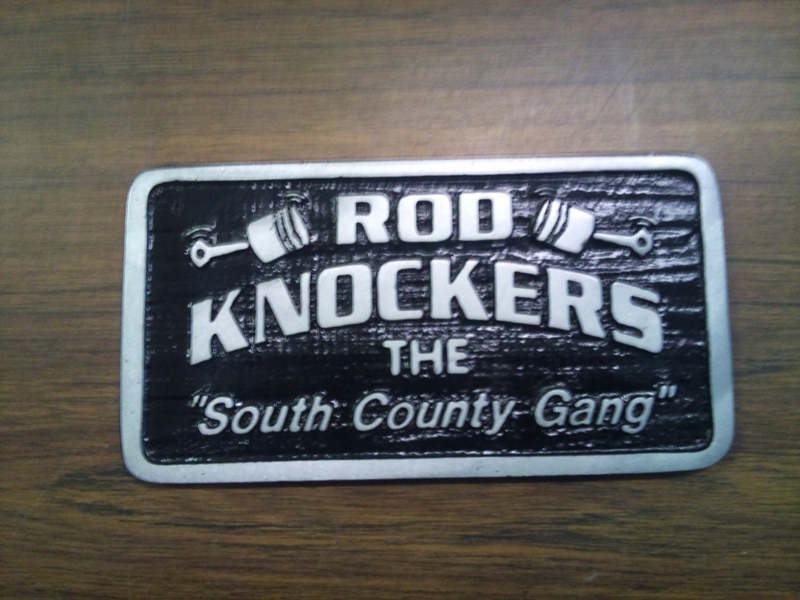 ROD
KNOCKERS
THE
"South County Gang"